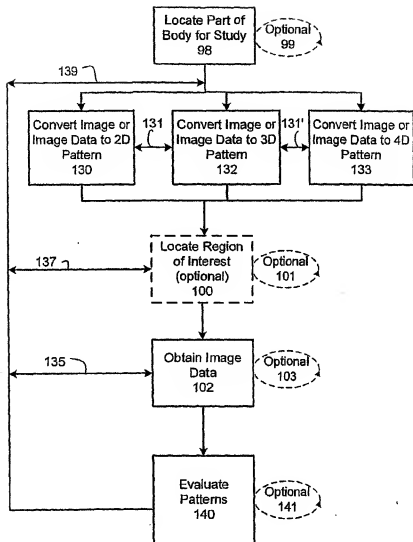 Locate Part of
Body for Study
98
Optional
99
139
Convert Image or
Image Data to 2D
Pattern
130
131
Convert Image or
Image Data to 3D
Pattern
132
131'
Convert Image or
Image Data to 4D
Pattern
133
137
Locate Region
of Interest
(optional)
100
Optional
101
135
Obtain Image
Data
102
Optional
103
Evaluate
Patterns
140
Optional
141